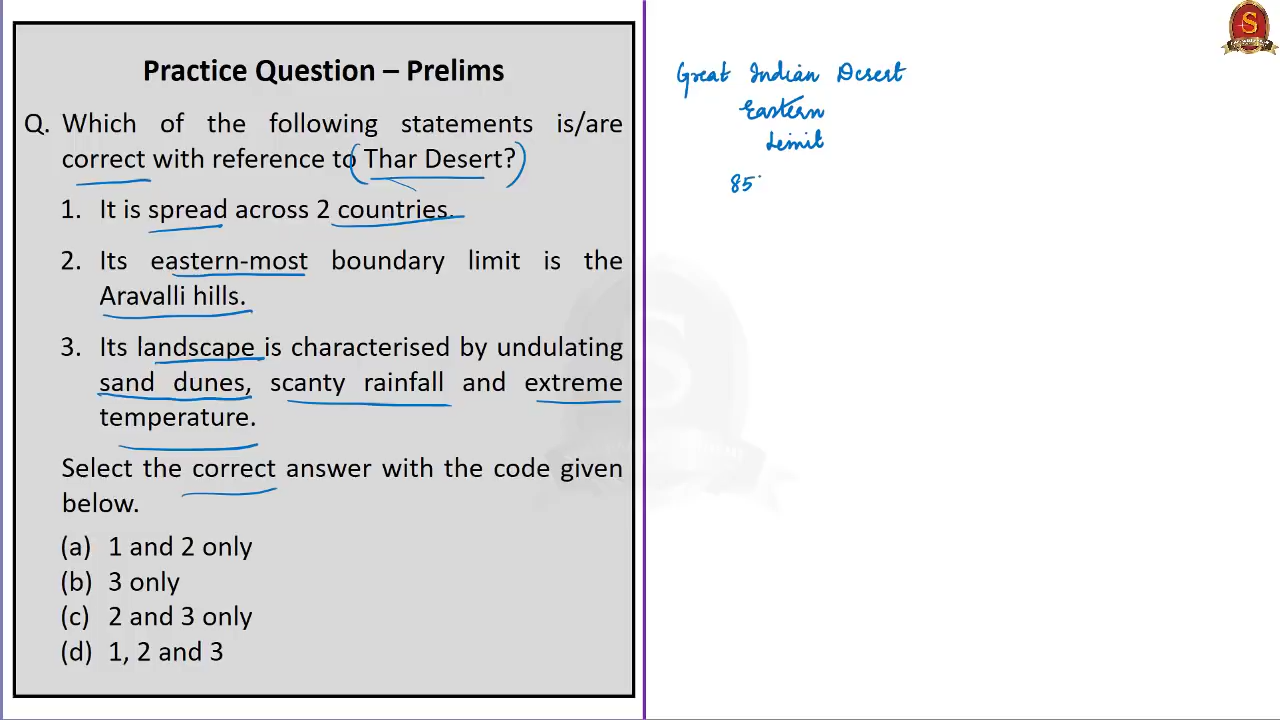 Practice Question – Prelims
Q. Which of the following statements is/are
correct with reference to (Thar Desert?)
1. It is spread across 2 countries.
2. Its eastern-most boundary limit is the
Aravalli hills.
3. Its landscape is characterised by undulating
sand dunes, scanty rainfall and extreme
temperature.
Select the correct answer with the code given
below.
(a) 1 and 2 only
(b) 3 only
(c) 2 and 3 only
(d) 1, 2 and 3
Great Indian Desert
Eastern
Limit
85
S